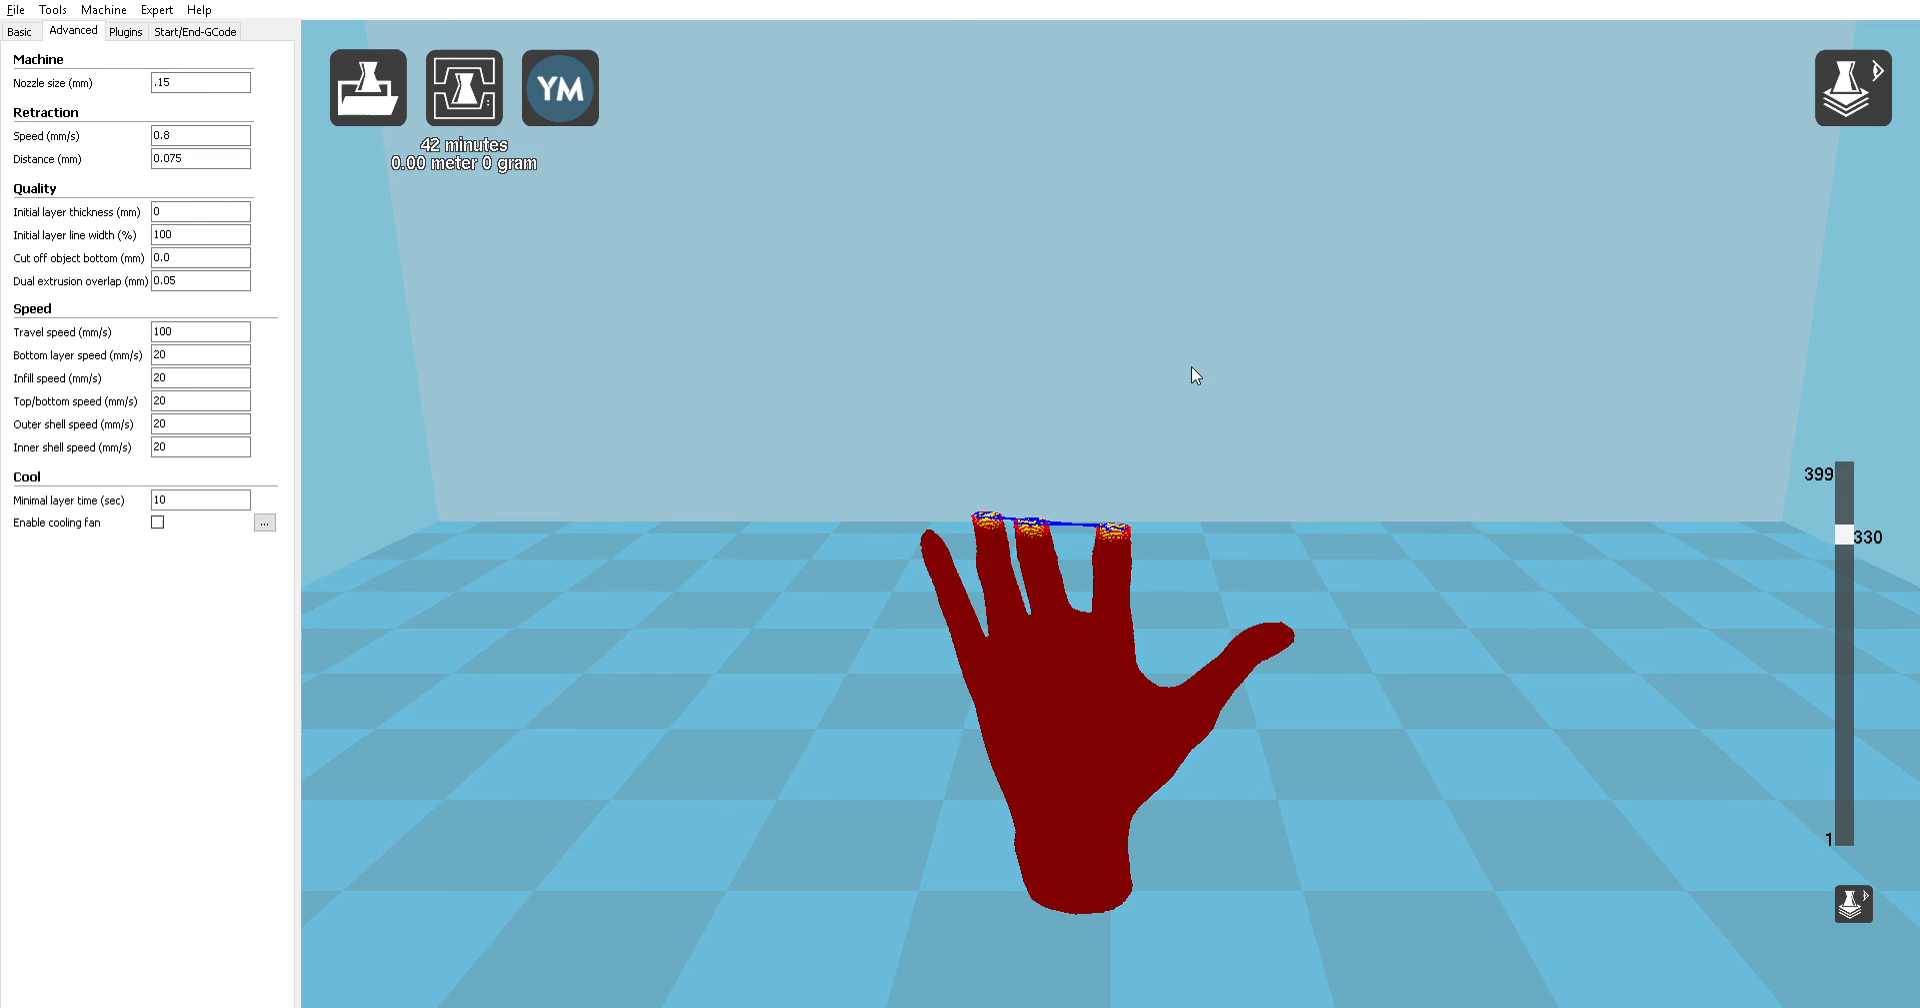 File Tools Machine Expert Help
Basic Advanced Plugins Start/End-GCode
Machine
Nozzle size (mm) .15
Retraction
Speed (mm/s) 0.8
Distance (mm) 0.075
Quality
Initial layer thickness (mm) 0
Initial layer line width (%) 100
Cut off object bottom (mm) 0.0
Dual extrusion overlap (mm) 0.05
Speed
Travel speed (mm/s) 100
Bottom layer speed (mm/s) 20
Infill speed (mm/s) 20
Top/bottom speed (mm/s) 20
Outer shell speed (mm/s) 20
Inner shell speed (mm/s) 20
Cool
Minimal layer time (sec) 10
Enable cooling fan ...
YM
42 minutes
0.00 meter 0 gram
399
330
1